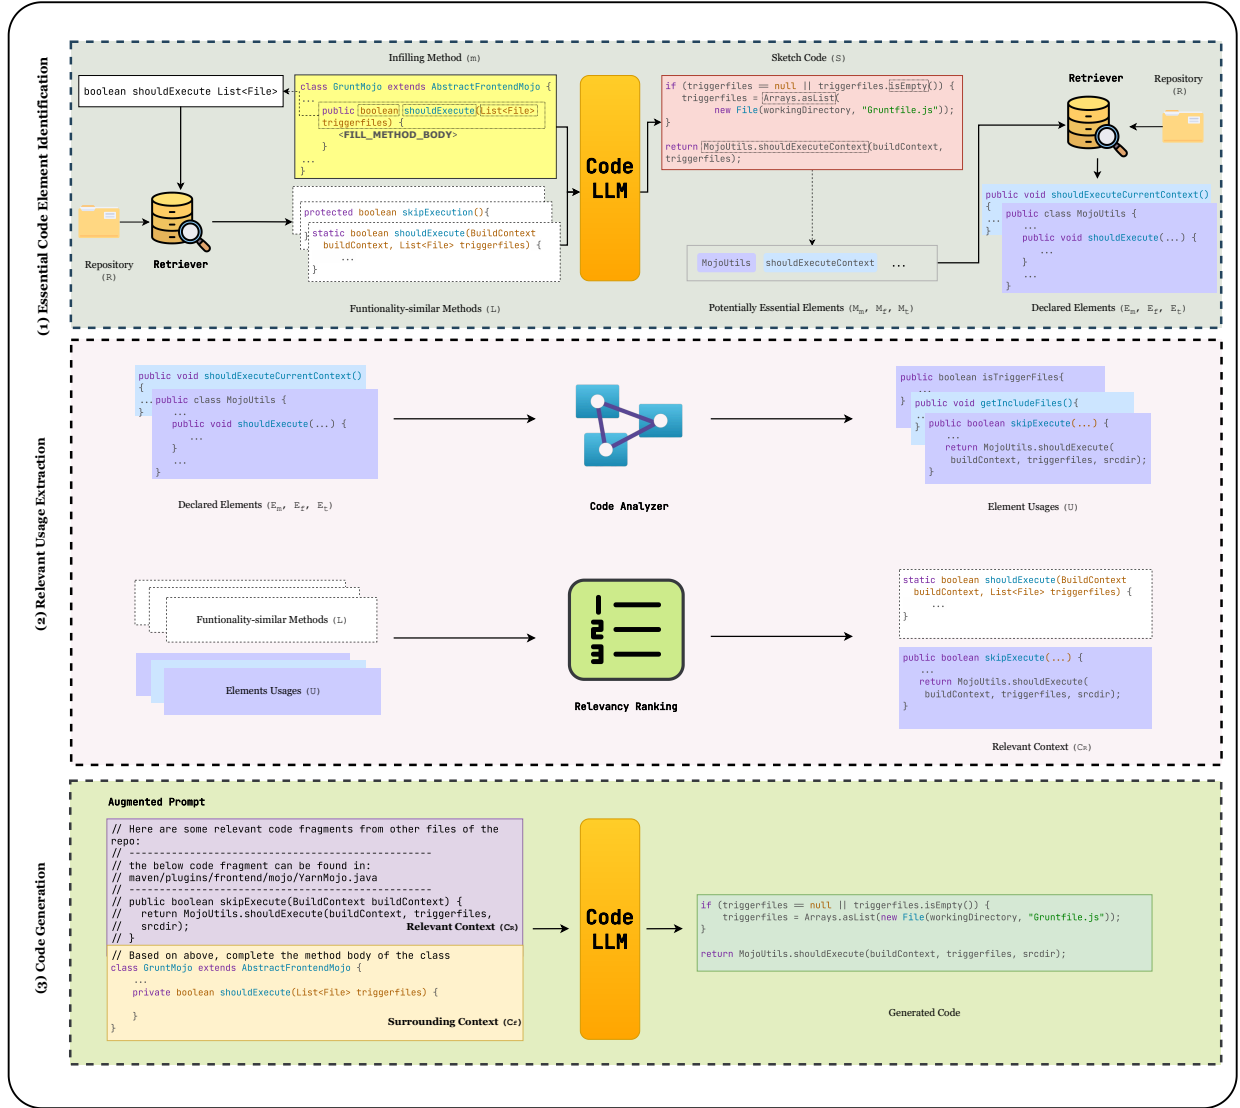 (1) Essential Code Element Identification
Infilling Method (m)
Sketch Code (S)
boolean shouldExecute List<File>
class GruntMojo extends AbstractFrontendMojo {
...
public boolean shouldExecute(List<File>
triggerfiles) {
<FILL_METHOD_BODY>
}
...
}
Repository
(R)
Retriever
protected boolean skipExecution(){
}
static boolean shouldExecute(BuildContext
buildContext, List<File> triggerfiles) {
...
}
Funtionality-similar Methods (L)
Code
LLM
if (triggerfiles == null || triggerfiles.isEmpty()) {
triggerfiles = Arrays.asList(
new File(workingDirectory, "Gruntfile.js"));
}
return MojoUtils.shouldExecuteContext(buildContext,
triggerfiles);
MojoUtils
shouldExecuteContext
...
Potentially Essential Elements (Mm, Mf, Mt)
Retriever
Repository
(R)
public void shouldExecuteCurrentContext()
{
...
}
public class MojoUtils {
...
public void shouldExecute(...) {
...
}
...
}
Declared Elements (Em, Ef, Et)
(2) Relevant Usage Extraction
public void shouldExecuteCurrentContext()
{
...
}
public class MojoUtils {
...
public void shouldExecute(...) {
...
}
...
}
Declared Elements (Em, Ef, Et)
Code Analyzer
public boolean isTriggerFiles{
...
}
public void getIncludeFiles(){
...
}
public boolean skipExecute(...) {
...
return MojoUtils.shouldExecute(
buildContext, triggerfiles, srcdir);
}
Element Usages (U)
Funtionality-similar Methods (L)
Elements Usages (U)
1
2
3
Relevancy Ranking
static boolean shouldExecute(BuildContext
buildContext, List<File> triggerfiles) {
...
}
public boolean skipExecute(...) {
...
return MojoUtils.shouldExecute(
buildContext, triggerfiles, srcdir);
}
Relevant Context (CR)
(3) Code Generation
Augmented Prompt
// Here are some relevant code fragments from other files of the
repo:
// --------------------------------------------------
// the below code fragment can be found in:
// maven/plugins/frontend/mojo/YarnMojo.java
// --------------------------------------------------
// public boolean skipExecute(BuildContext buildContext) {
// return MojoUtils.shouldExecute(buildContext, triggerfiles,
// srcdir);
// }
Relevant Context (CR)
// Based on above, complete the method body of the class
class GruntMojo extends AbstractFrontendMojo {
...
private boolean shouldExecute(List<File> triggerfiles) {
}
}
Surrounding Context (Cf)
Code
LLM
if (triggerfiles == null || triggerfiles.isEmpty()) {
triggerfiles = Arrays.asList(new File(workingDirectory, "Gruntfile.js"));
}
return MojoUtils.shouldExecute(buildContext, triggerfiles, srcdir);
Generated Code